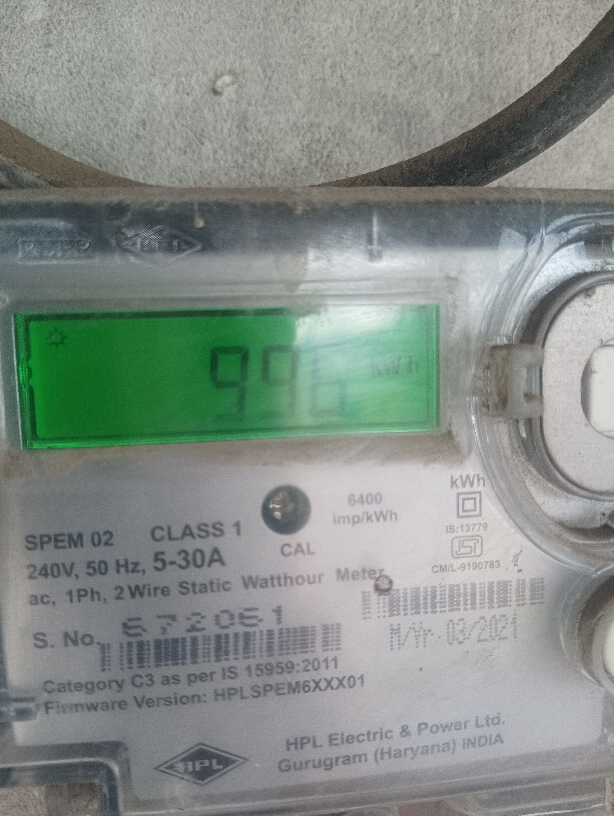 HPL
996 kWh
6400
imp/kWh
kWh
IS:13779
CM/L-9190783
SPEM 02 CLASS 1
CAL
240V, 50 Hz, 5-30A
ac, 1Ph, 2 Wire Static Watthour Meter
S. No. 672051
M/Yr. 03/2021
Category C3 as per IS 15959:2011
Firmware Version: HPLSPEM6XXX01
HPL
HPL Electric & Power Ltd.
Gurugram (Haryana) INDIA